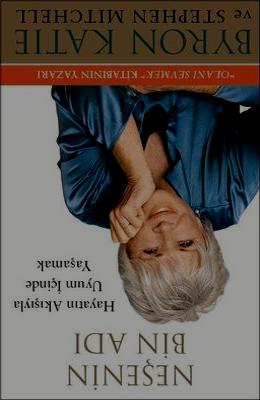 NEŞENİN
BİN ADI
Hayatın Akışıyla
Uyum İçinde
Yaşamak
"OLANI SEVMEK" KİTABININ YAZARI
BYRON KATIE
ve STEPHEN MITCHELL